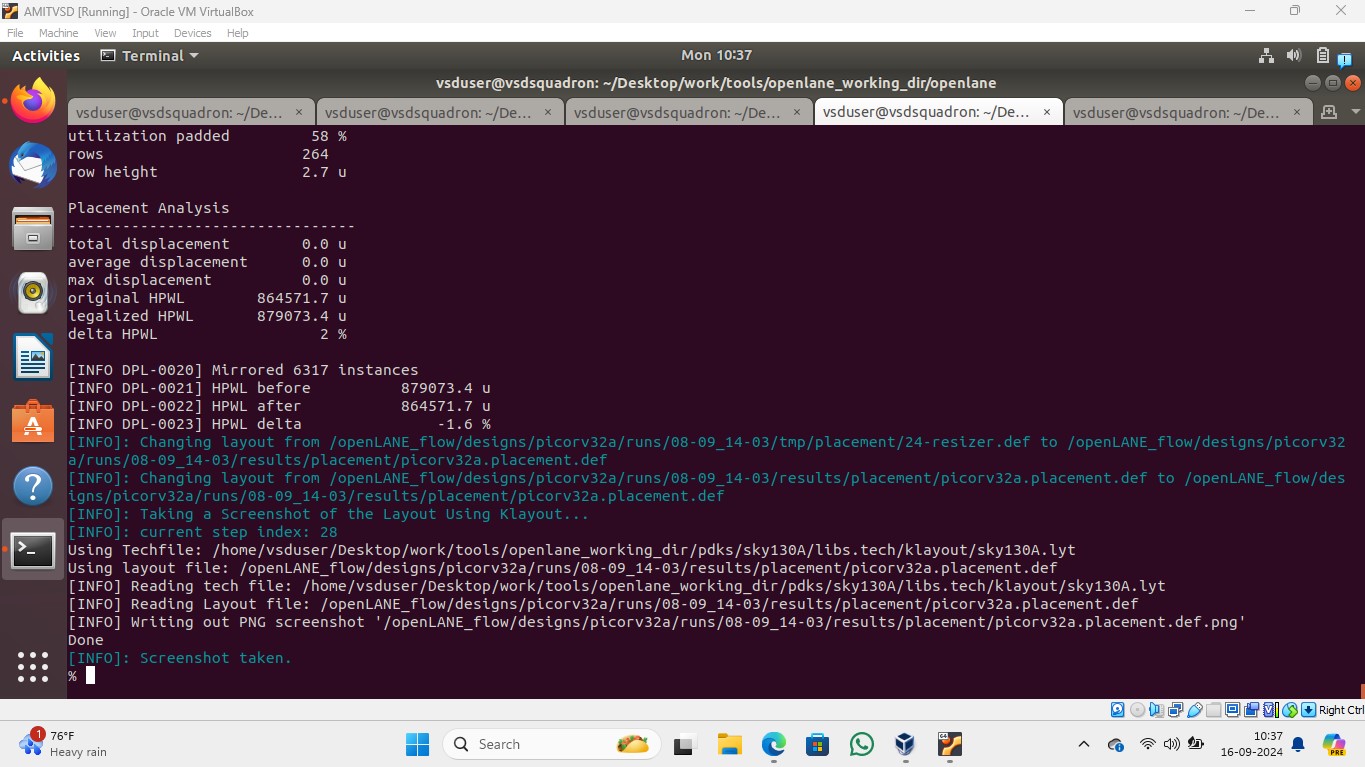 AMITVSD [Running] - Oracle VM VirtualBox
File Machine View Input Devices Help
Activities Terminal Mon 10:37
vsduser@vsdsquadron: ~/Desktop/work/tools/openlane_working_dir/openlane
vsduser@vsdsquadron: ~/De... × vsduser@vsdsquadron: ~/De... × vsduser@vsdsquadron: ~/De... × vsduser@vsdsquadron: ~/De... × vsduser@vsdsquadron: ~/De... ×
utilization padded 58 %
rows 264
row height 2.7 u
Placement Analysis
--------------------------------
total displacement 0.0 u
average displacement 0.0 u
max displacement 0.0 u
original HPWL 864571.7 u
legalized HPWL 879073.4 u
delta HPWL 2 %
[INFO DPL-0020] Mirrored 6317 instances
[INFO DPL-0021] HPWL before 879073.4 u
[INFO DPL-0022] HPWL after 864571.7 u
[INFO DPL-0023] HPWL delta -1.6 %
[INFO]: Changing layout from /openLANE_flow/designs/picorv32a/runs/08-09_14-03/tmp/placement/24-resizer.def to /openLANE_flow/designs/picorv32
a/runs/08-09_14-03/results/placement/picorv32a.placement.def
[INFO]: Changing layout from /openLANE_flow/designs/picorv32a/runs/08-09_14-03/results/placement/picorv32a.placement.def to /openLANE_flow/des
igns/picorv32a/runs/08-09_14-03/results/placement/picorv32a.placement.def
[INFO]: Taking a Screenshot of the Layout Using Klayout...
[INFO]: current step index: 28
Using Techfile: /home/vsduser/Desktop/work/tools/openlane_working_dir/pdks/sky130A/libs.tech/klayout/sky130A.lyt
Using layout file: /openLANE_flow/designs/picorv32a/runs/08-09_14-03/results/placement/picorv32a.placement.def
[INFO] Reading tech file: /home/vsduser/Desktop/work/tools/openlane_working_dir/pdks/sky130A/libs.tech/klayout/sky130A.lyt
[INFO] Reading Layout file: /openLANE_flow/designs/picorv32a/runs/08-09_14-03/results/placement/picorv32a.placement.def
[INFO] Writing out PNG screenshot '/openLANE_flow/designs/picorv32a/runs/08-09_14-03/results/placement/picorv32a.placement.def.png'
Done
[INFO]: Screenshot taken.
%
Right Ctrl
1 76°F
Heavy rain
Search
10:37
16-09-2024
PRE